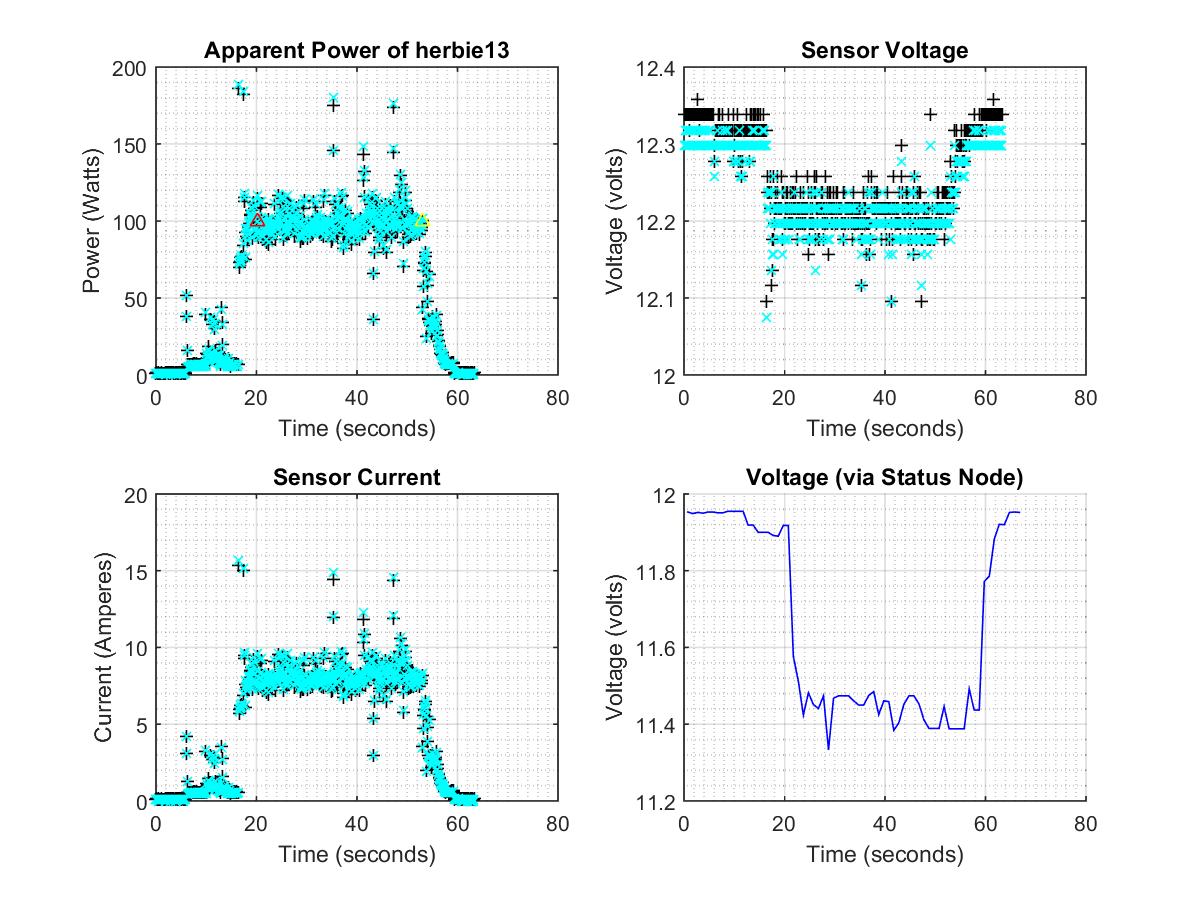 Apparent Power of herbie13
200
150
100
50
0
Power (Watts)
0 20 40 60 80
Time (seconds)
Sensor Voltage
12.4
12.3
12.2
12.1
12
Voltage (volts)
0 20 40 60 80
Time (seconds)
Sensor Current
20
15
10
5
0
Current (Amperes)
0 20 40 60 80
Time (seconds)
Voltage (via Status Node)
12
11.8
11.6
11.4
11.2
Voltage (volts)
0 20 40 60 80
Time (seconds)